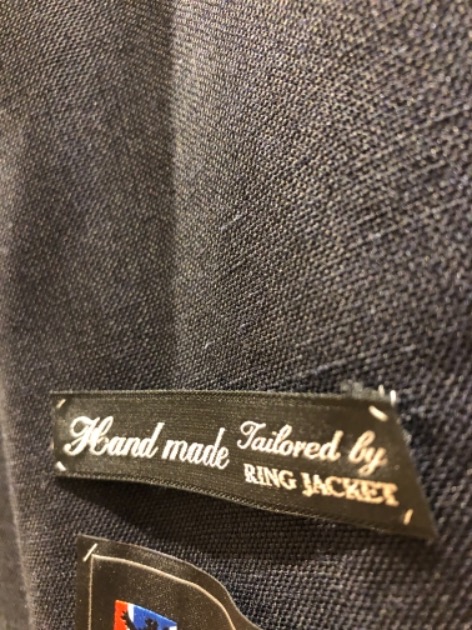 Hand made
Tailored by
RING JACKET